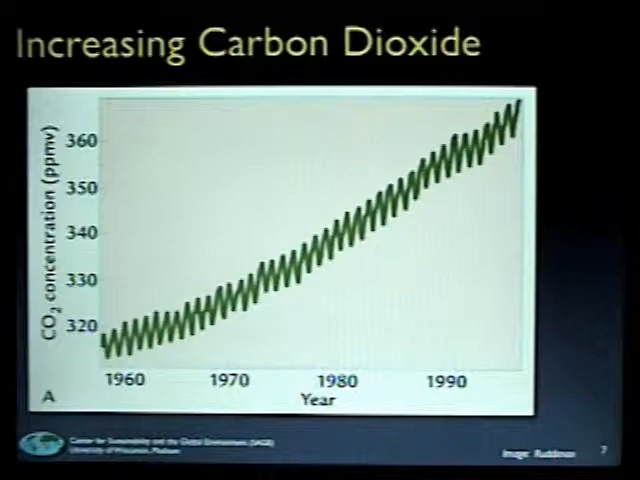 Increasing Carbon Dioxide
CO2 concentration (ppmv)
360
350
340
330
320
1960 1970 1980 1990
Year
A
Center for Sustainability and the Global Environment (SAGE)
University of Wisconsin, Madison
Image: Ruddiman
7